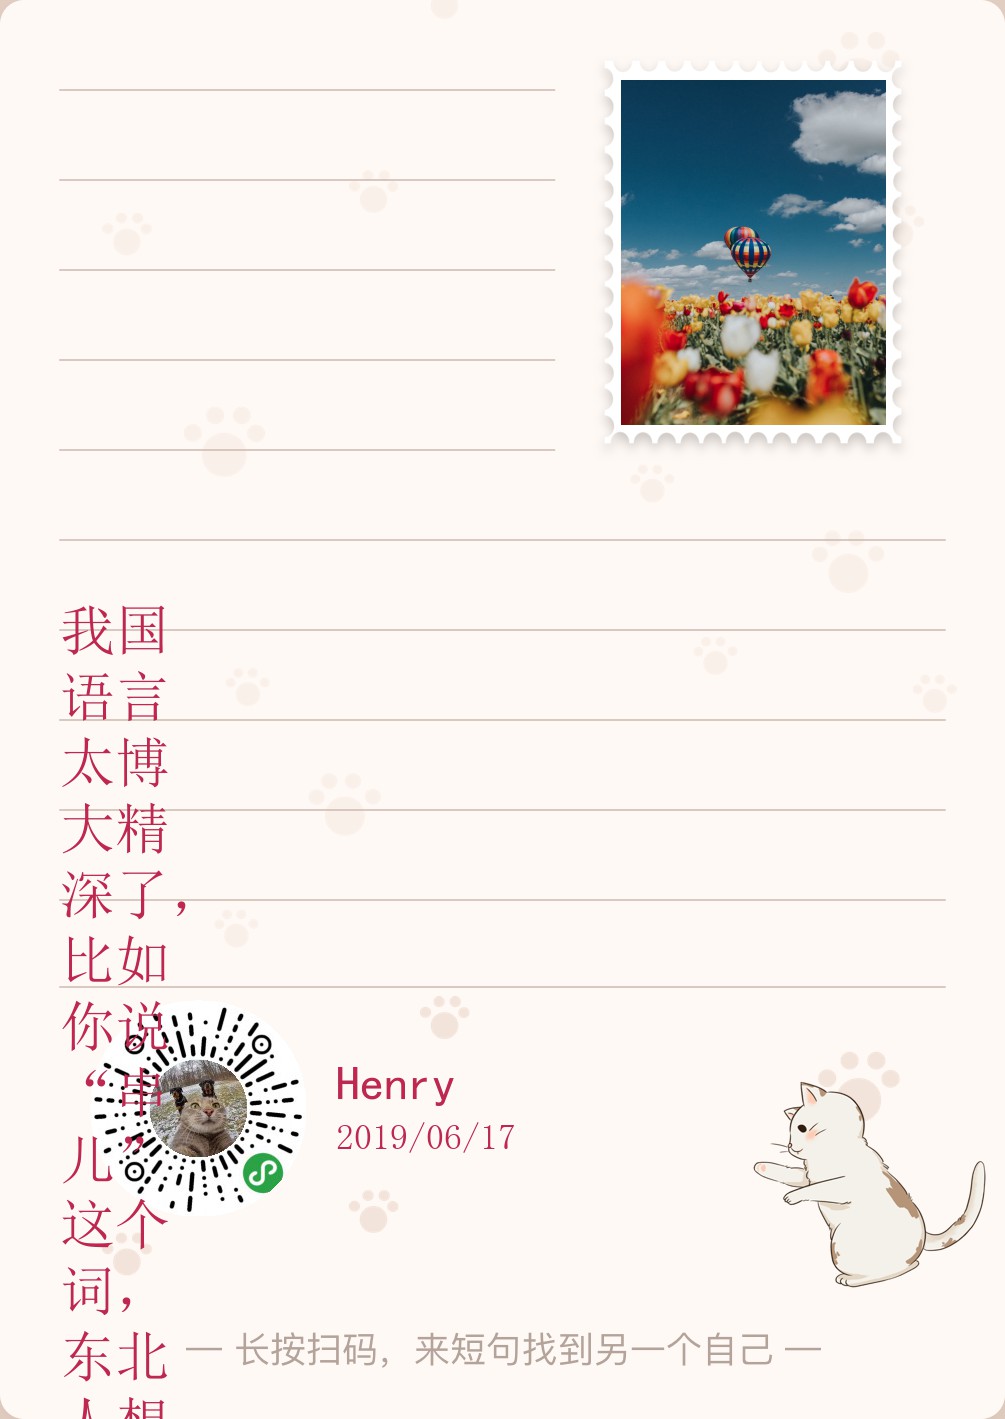 我国
语言
太博
大精
深了，
比如
你说
“串
儿”
这个
词，
东北
人想
Henry
2019/06/17
— 长按扫码，来短句找到另一个自己 —